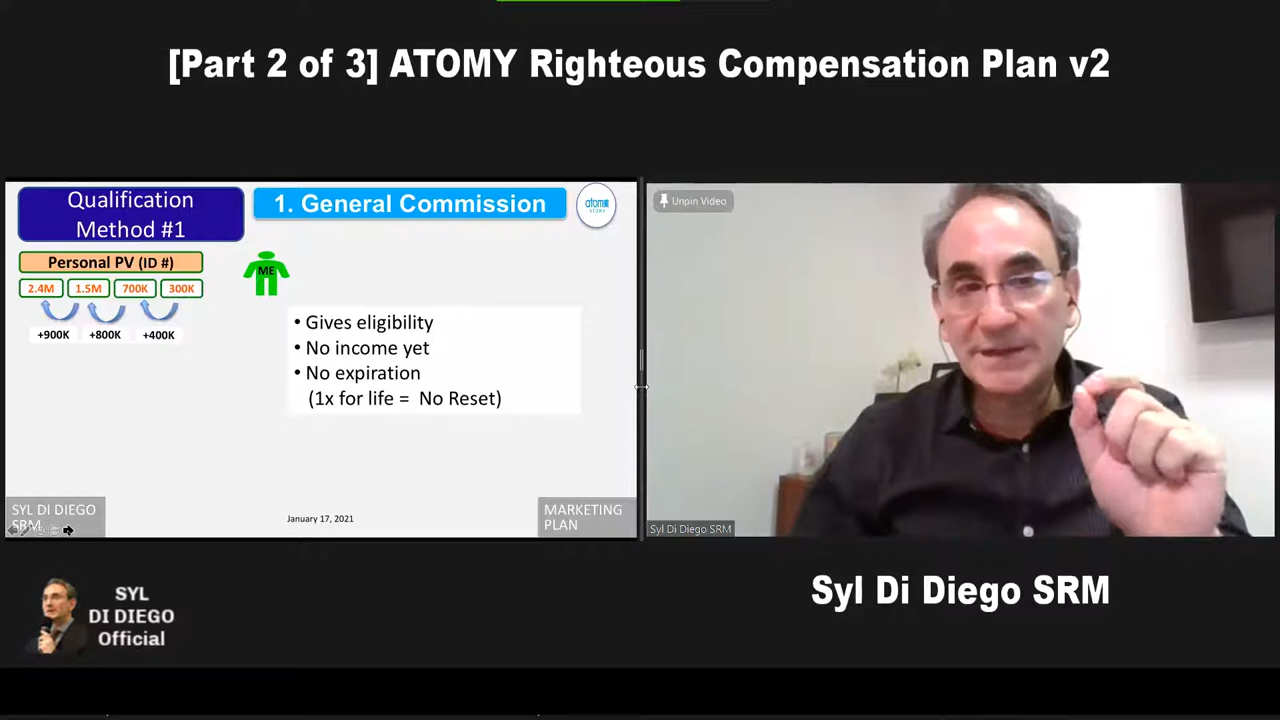 [Part 2 of 3] ATOMY Righteous Compensation Plan v2
Qualification
Method #1
1. General Commission
Personal PV (ID #)
2.4M 1.5M 700K 300K
+900K +800K +400K
ME
• Gives eligibility
• No income yet
• No expiration
(1x for life = No Reset)
SYL DI DIEGO
SRM
January 17, 2021
MARKETING
PLAN
Unpin Video
Syl Di Diego SRM
SYL
DI DIEGO
Official
Syl Di Diego SRM